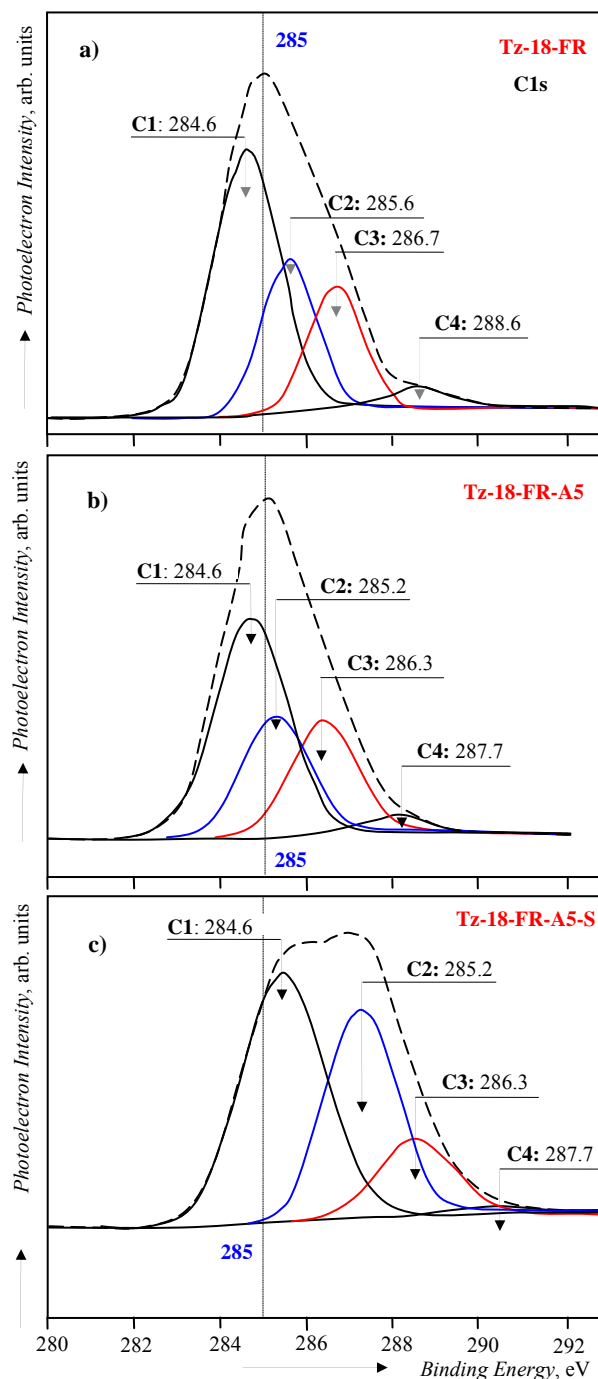 a)
285
Tz-18-FR
C1s
C1: 284.6
C2: 285.6
C3: 286.7
C4: 288.6
Photoelectron Intensity, arb. units
b)
Tz-18-FR-A5
C1: 284.6
C2: 285.2
C3: 286.3
C4: 287.7
285
Photoelectron Intensity, arb. units
c)
Tz-18-FR-A5-S
C1: 284.6
C2: 285.2
C3: 286.3
C4: 287.7
285
Photoelectron Intensity, arb. units
280 282 284 286 288 290 292
Binding Energy, eV